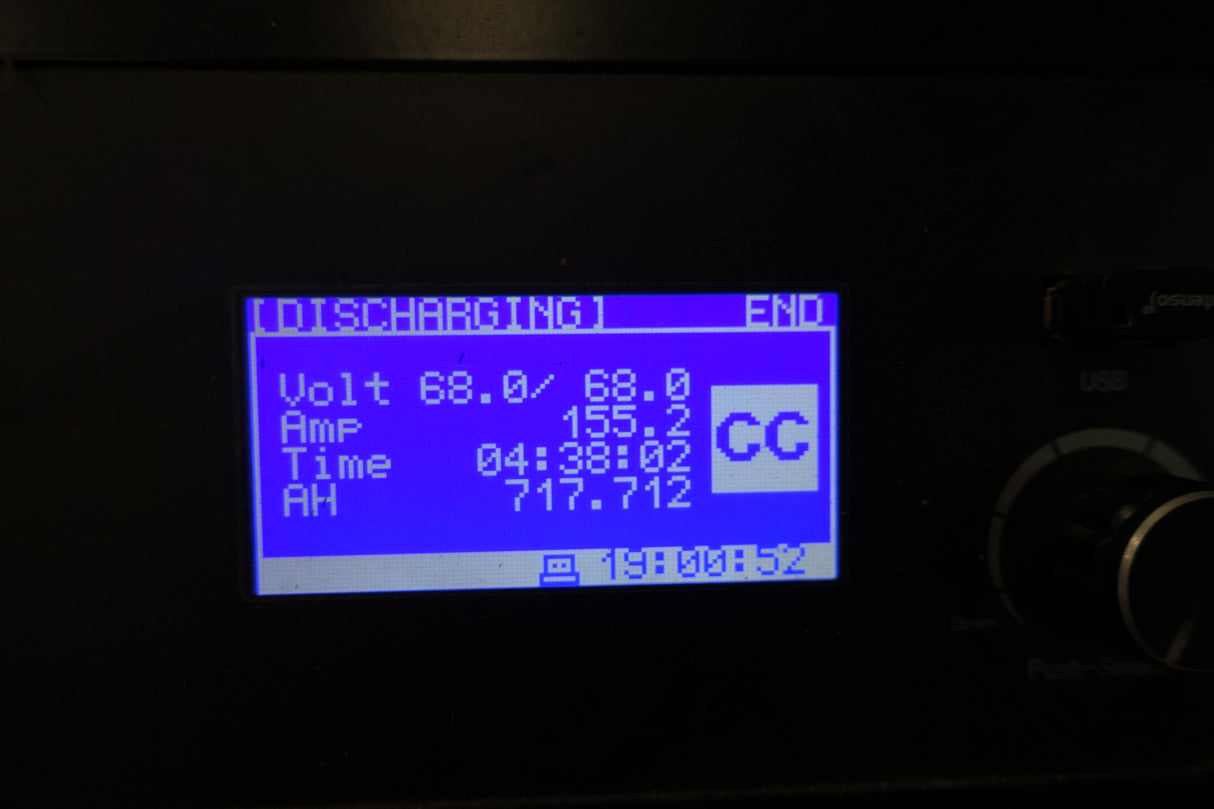 [DISCHARGING] END
Volt 68.0/ 68.0
Amp 155.2
CC
Time 04:38:02
AH 717.712
19:00:52
USB
Down